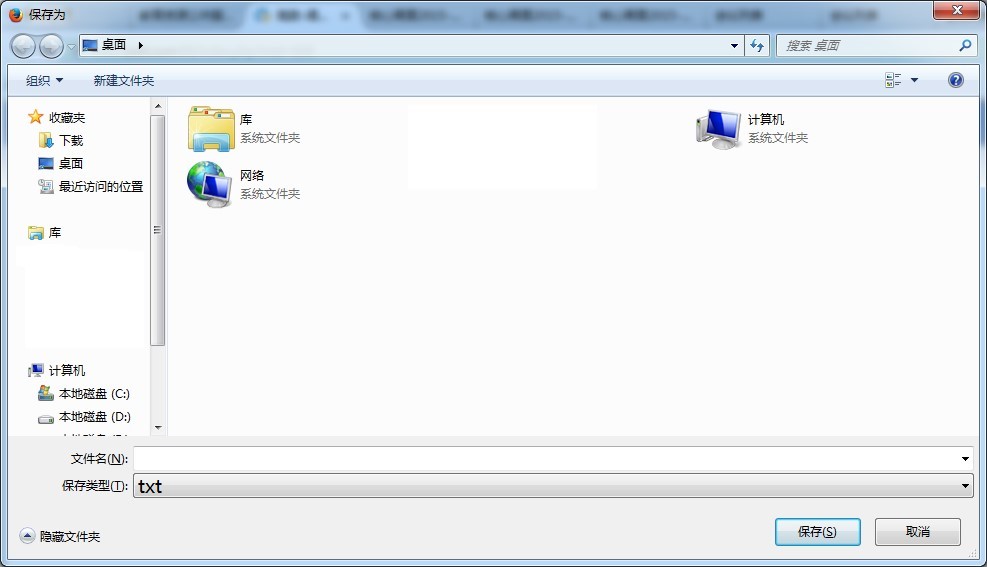 保存为
桌面
搜索 桌面
组织
新建文件夹
收藏夹
下载
桌面
最近访问的位置
库
计算机
本地磁盘 (C:)
本地磁盘 (D:)
库
系统文件夹
计算机
系统文件夹
网络
系统文件夹
文件名(N):
保存类型(T): txt
隐藏文件夹
保存(S)
取消